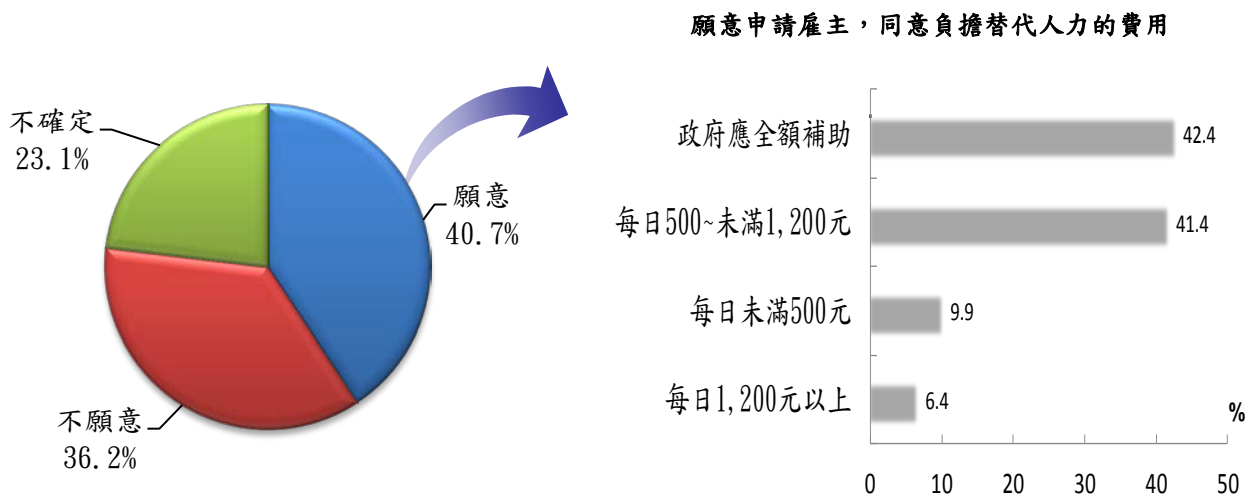 願意申請雇主，同意負擔替代人力的費用
不確定
23.1%
願意
40.7%
不願意
36.2%
政府應全額補助
42.4
每日500~未滿1,200元
41.4
每日未滿500元
9.9
每日1,200元以上
6.4
%
0 10 20 30 40 50